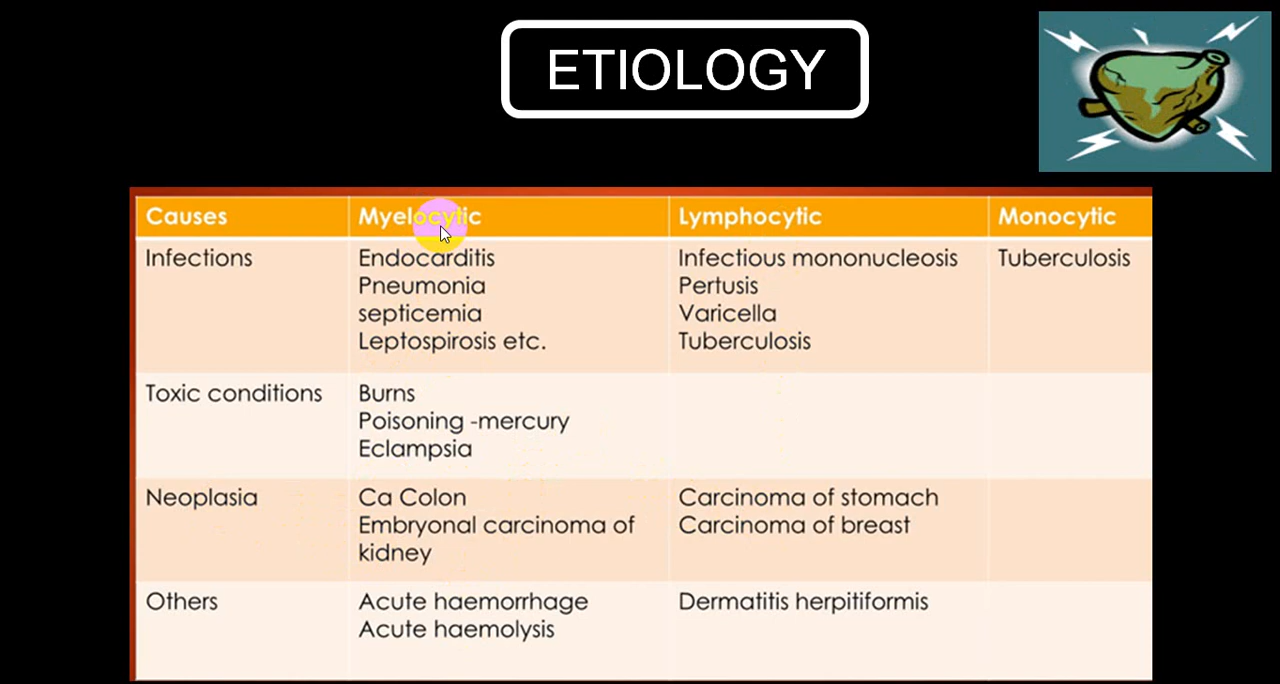 ETIOLOGY
Causes Myelocytic Lymphocytic Monocytic
Infections Endocarditis Infectious mononucleosis Tuberculosis
Pneumonia Pertusis
septicemia Varicella
Leptospirosis etc. Tuberculosis
Toxic conditions Burns
Poisoning -mercury
Eclampsia
Neoplasia Ca Colon Carcinoma of stomach
Embryonal carcinoma of Carcinoma of breast
kidney
Others Acute haemorrhage Dermatitis herpitiformis
Acute haemolysis